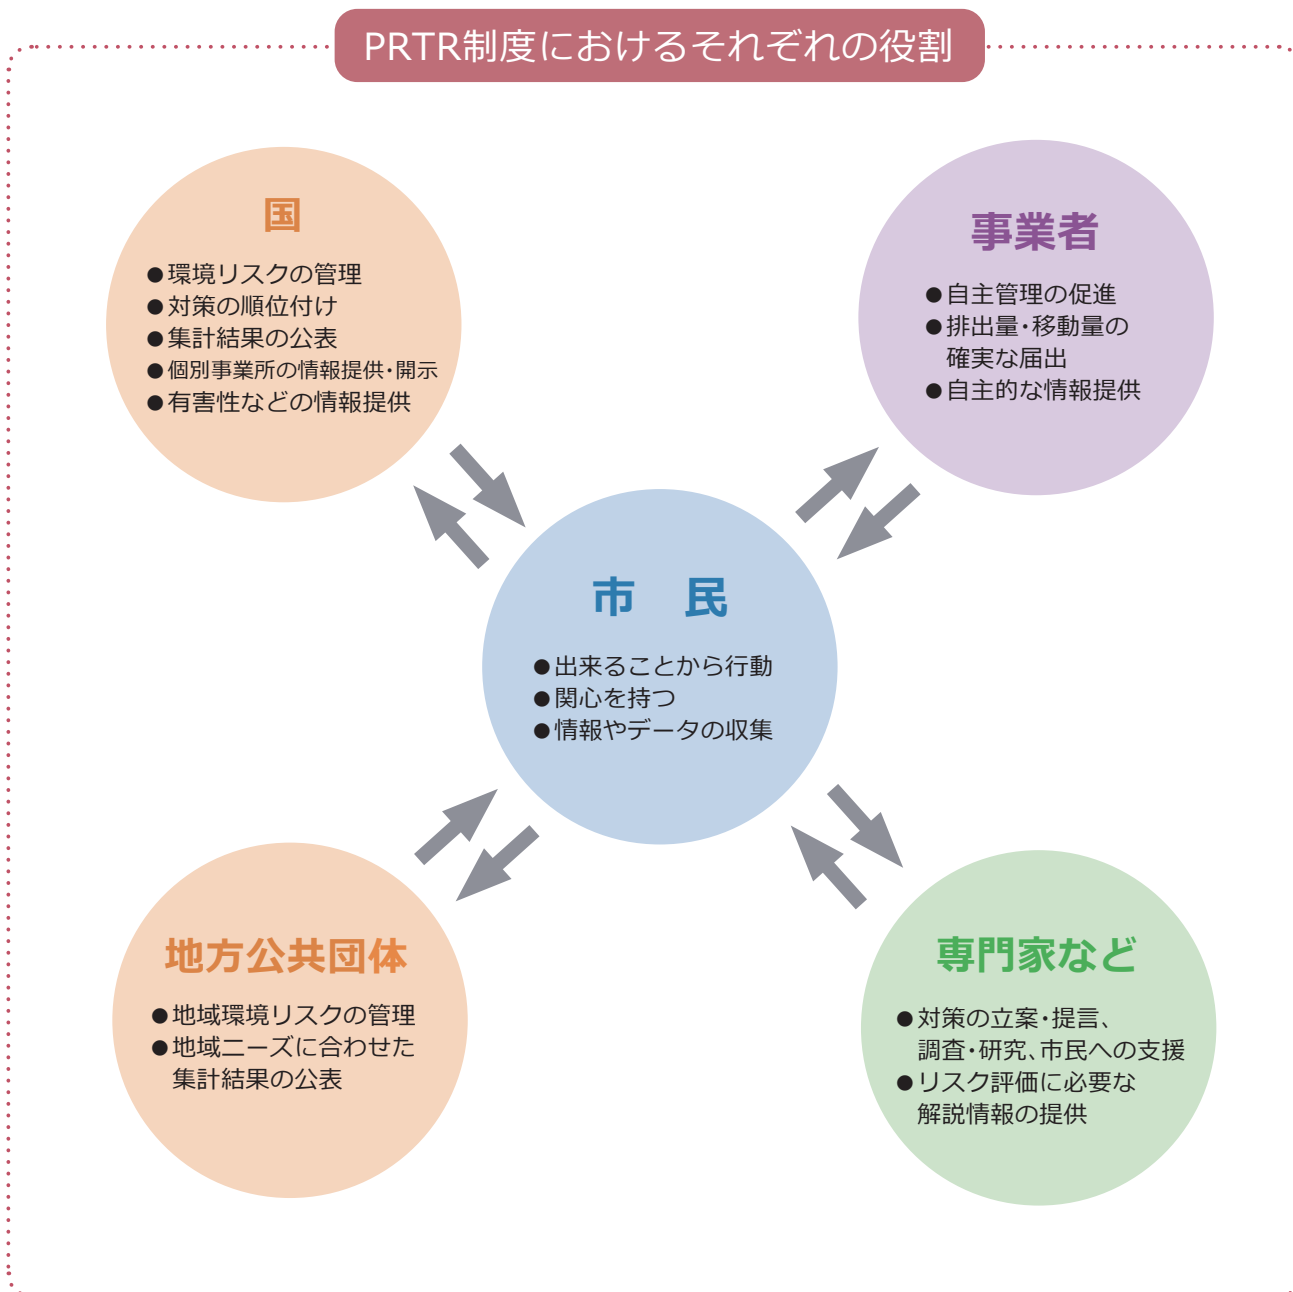 PRTR制度におけるそれぞれの役割
国
●環境リスクの管理
●対策の順位付け
●集計結果の公表
●個別事業所の情報提供・開示
●有害性などの情報提供
事業者
●自主管理の促進
●排出量・移動量の
確実な届出
●自主的な情報提供
市　民
●出来ることから行動
●関心を持つ
●情報やデータの収集
地方公共団体
●地域環境リスクの管理
●地域ニーズに合わせた
集計結果の公表
専門家など
●対策の立案・提言、
調査・研究、市民への支援
●リスク評価に必要な
解説情報の提供